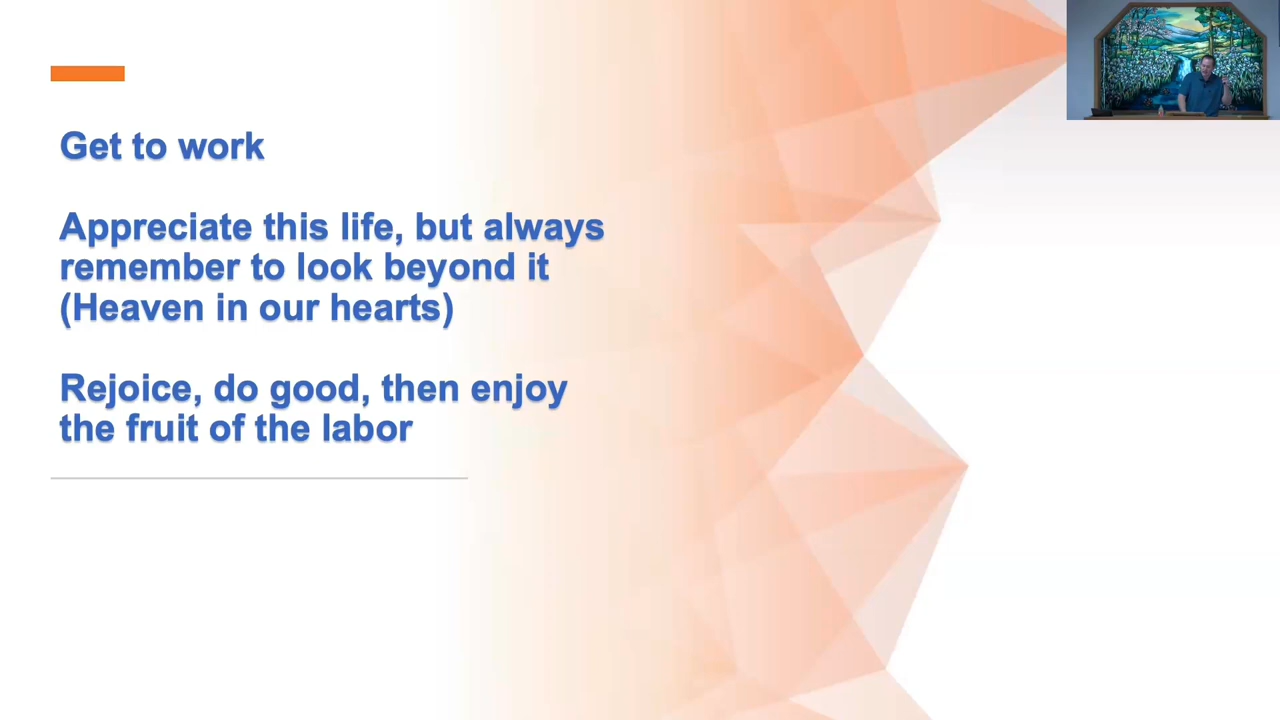 Get to work
Appreciate this life, but always
remember to look beyond it
(Heaven in our hearts)
Rejoice, do good, then enjoy
the fruit of the labor